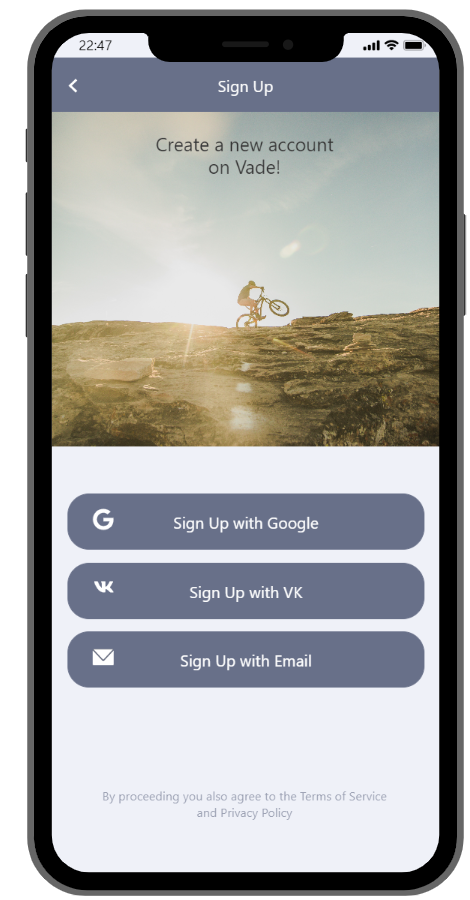 22:47
Sign Up
Create a new account
on Vade!
Sign Up with Google
Sign Up with VK
Sign Up with Email
By proceeding you also agree to the Terms of Service
and Privacy Policy